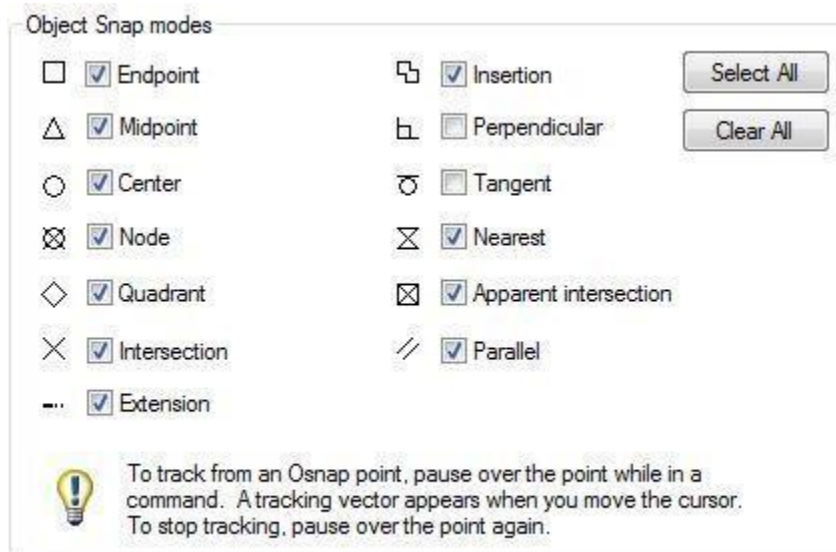 Object Snap modes
Endpoint
Midpoint
Center
Node
Quadrant
Intersection
Extension
Insertion
Perpendicular
Tangent
Nearest
Apparent intersection
Parallel
Select All
Clear All
To track from an Osnap point, pause over the point while in a
command. A tracking vector appears when you move the cursor.
To stop tracking, pause over the point again.